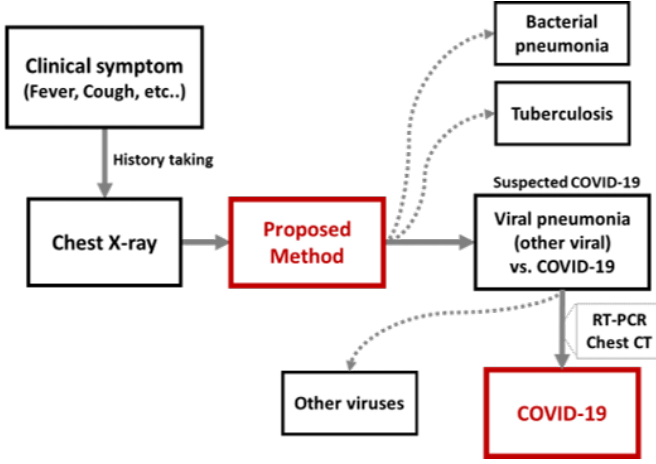 Clinical symptom
(Fever, Cough, etc..)
History taking
Chest X-ray
Proposed
Method
Bacterial
pneumonia
Tuberculosis
Suspected COVID-19
Viral pneumonia
(other viral)
vs. COVID-19
RT-PCR
Chest CT
Other viruses
COVID-19